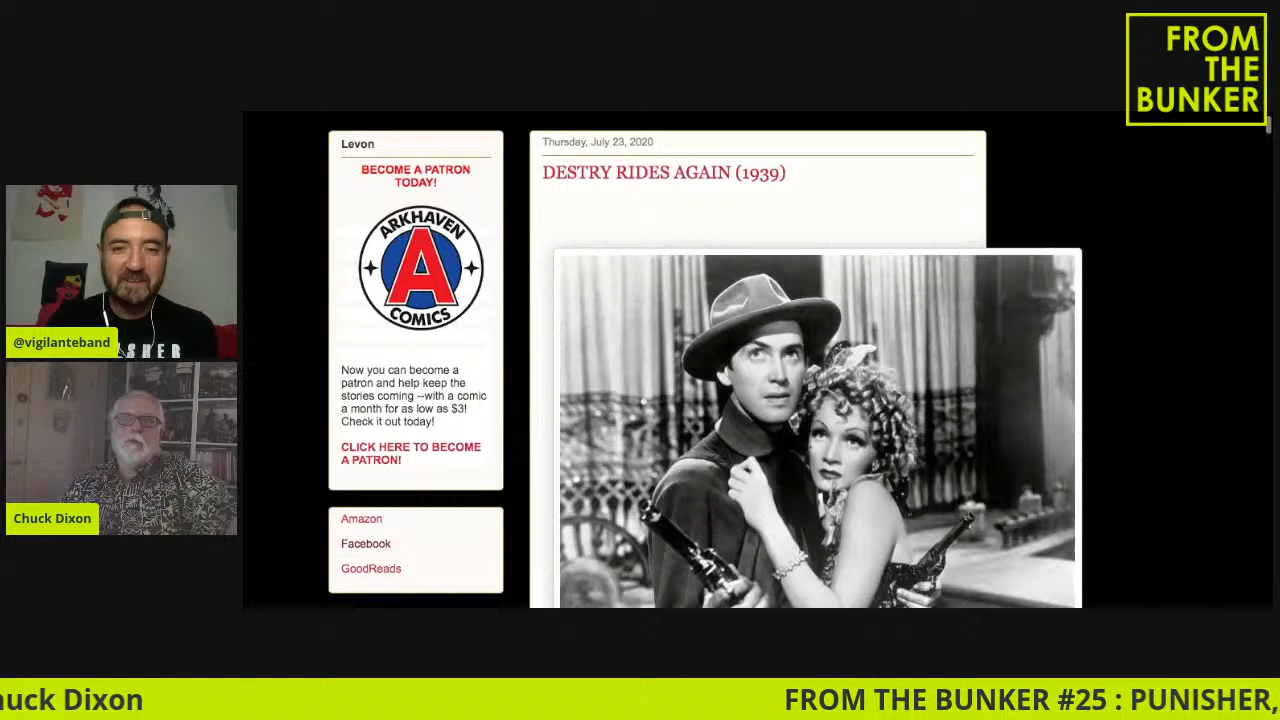 FROM
THE
BUNKER
Levon
BECOME A PATRON
TODAY!
ARKHAVEN
A
COMICS
Now you can become a
patron and help keep the
stories coming --with a comic
a month for as low as $3!
Check it out today!
CLICK HERE TO BECOME
A PATRON!
Amazon
Facebook
GoodReads
Thursday, July 23, 2020
DESTRY RIDES AGAIN (1939)
@vigilanteband
ISHER
Chuck Dixon
huck Dixon
FROM THE BUNKER #25 : PUNISHER,